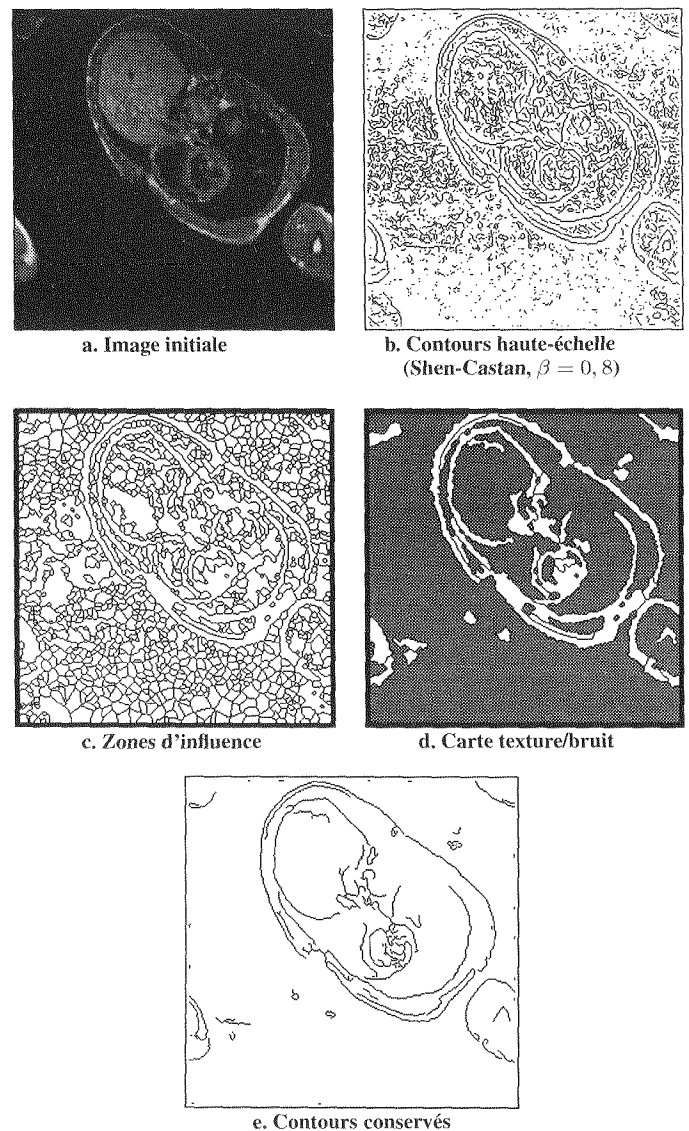 a. Image initiale
b. Contours haute-échelle
(Shen-Castan, β = 0, 8)
c. Zones d'influence
d. Carte texture/bruit
e. Contours conservés